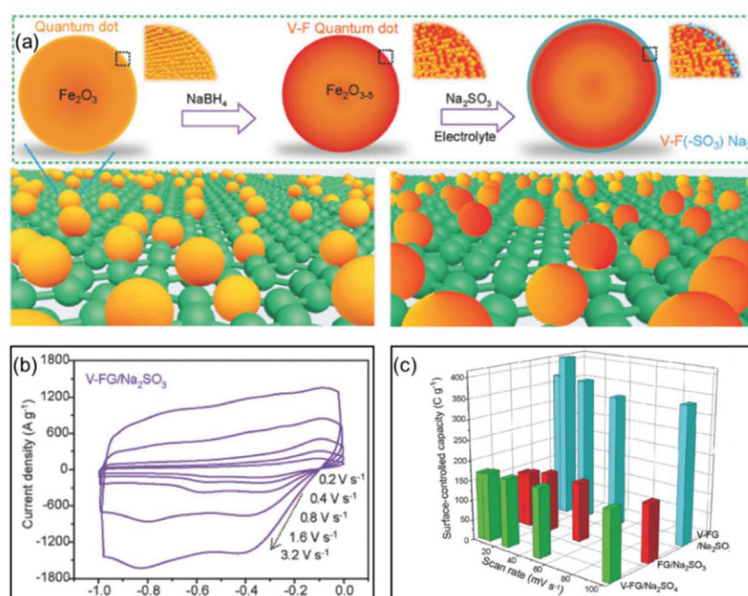 (a)
Quantum dot
Fe₂O₃
NaBH₄
V-F Quantum dot
Fe₂O₃₋δ
Na₂SO₃
Electrolyte
V-F(-SO₃) Na₂
(b)
V-FG/Na₂SO₃
Current density (A g⁻¹)
1800
1200
600
0
-600
-1200
-1800
0.2 V s⁻¹
0.4 V s⁻¹
0.8 V s⁻¹
1.6 V s⁻¹
3.2 V s⁻¹
-1.0
-0.8
-0.6
-0.4
-0.2
0.0
(c)
Surface-controlled capacity (C g⁻¹)
400
350
300
250
200
150
100
50
0
20
40
60
80
100
Scan rate (mV s⁻¹)
V-FG
/Na₂SO
FG/Na₂SO₃
V-FG/Na₂SO₄